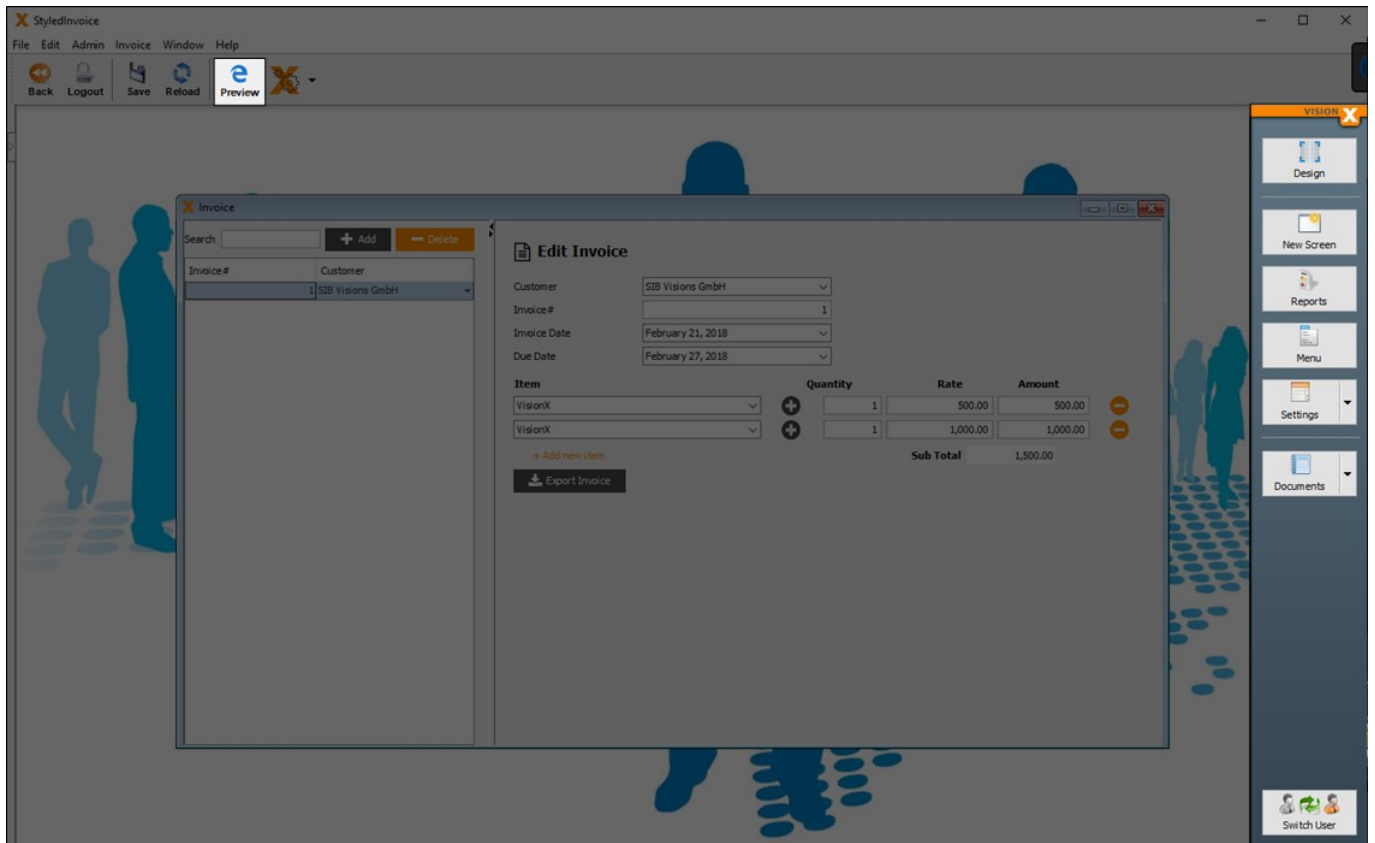 StyledInvoice
File Edit Admin Invoice Window Help
Back Logout Save Reload Preview
VISION X
Design
New Screen
Reports
Menu
Settings
Documents
Switch User
Invoice
Search Add Delete
Invoice# Customer
1 SIB Visions GmbH
Edit Invoice
Customer SIB Visions GmbH
Invoice# 1
Invoice Date February 21, 2018
Due Date February 27, 2018
Item Quantity Rate Amount
VisionX 1 500.00 500.00
VisionX 1 1,000.00 1,000.00
+ Add new item Sub Total 1,500.00
Export Invoice